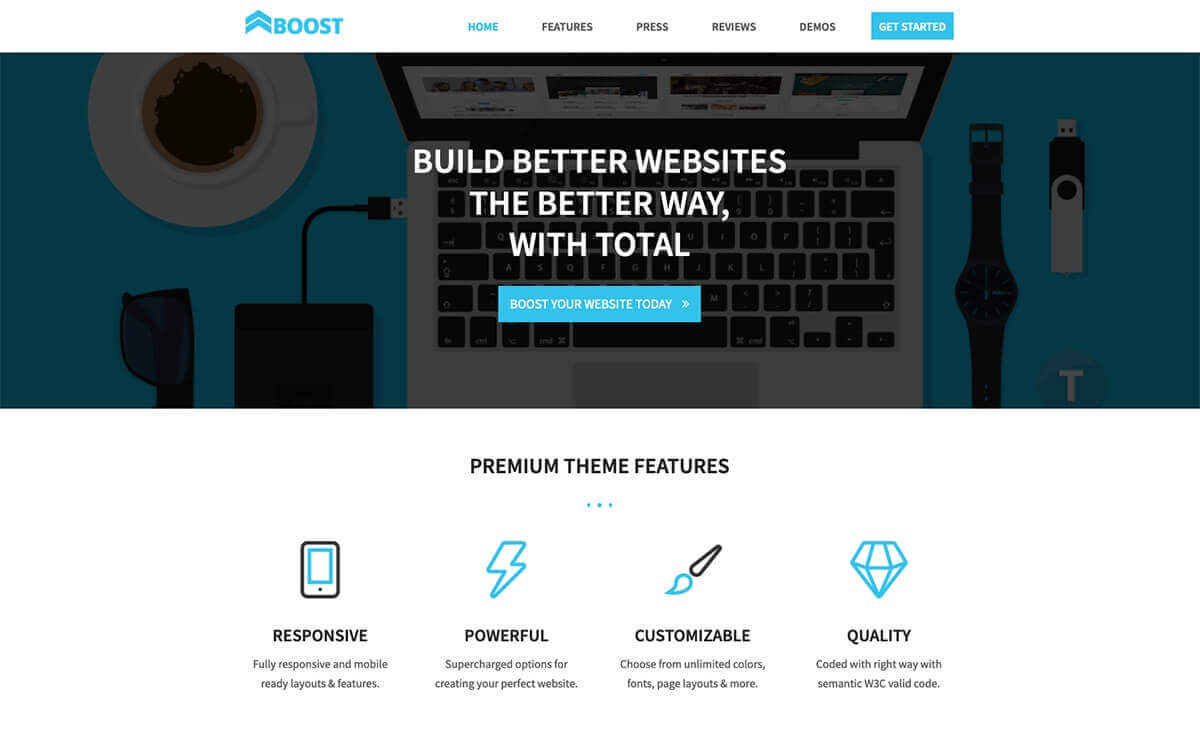 BOOST
HOME FEATURES PRESS REVIEWS DEMOS GET STARTED
BUILD BETTER WEBSITES
THE BETTER WAY,
WITH TOTAL
BOOST YOUR WEBSITE TODAY »
T
PREMIUM THEME FEATURES
RESPONSIVE POWERFUL CUSTOMIZABLE QUALITY
Fully responsive and mobile
ready layouts & features.
Supercharged options for
creating your perfect website.
Choose from unlimited colors,
fonts, page layouts & more.
Coded with right way with
semantic W3C valid code.